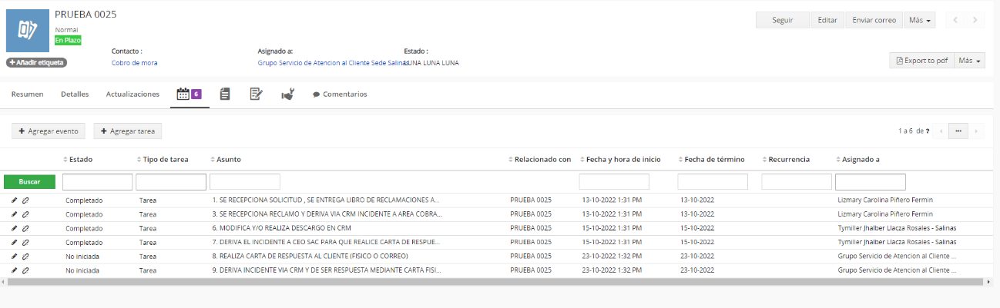 PRUEBA 0025
Normal
En Plazo
+ Añadir etiqueta
Seguir Editar Enviar correo Más
Contacto : Asignado a: Estado :
Cobro de mora Grupo Servicio de Atencion al Cliente Sede Salinas LUNA LUNA LUNA
Export to pdf Más
Resumen Detalles Actualizaciones 6 Comentarios
+ Agregar evento + Agregar tarea 1 a 6 de ? ...
Estado Tipo de tarea Asunto Relacionado con Fecha y hora de inicio Fecha de término Recurrencia Asignado a
Buscar
Completado Tarea 1. SE RECEPCIONA SOLICITUD , SE ENTREGA LIBRO DE RECLAMACIONES A... PRUEBA 0025 13-10-2022 1:31 PM 13-10-2022 Lizmary Carolina Piñero Fermin
Completado Tarea 3. SE RECEPCIONA RECLAMO Y DERIVA VIA CRM INCIDENTE A AREA COBRA... PRUEBA 0025 13-10-2022 1:31 PM 13-10-2022 Lizmary Carolina Piñero Fermin
Completado Tarea 6. MODIFICA Y/O REALIZA DESCARGO EN CRM PRUEBA 0025 15-10-2022 1:31 PM 15-10-2022 Tymiller Jhalber Llacza Rosales - Salinas
Completado Tarea 7. DERIVA EL INCIDENTE A CEO SAC PARA QUE REALICE CARTA DE RESPUE... PRUEBA 0025 15-10-2022 1:31 PM 15-10-2022 Tymiller Jhalber Llacza Rosales - Salinas
No iniciada Tarea 8. REALIZA CARTA DE RESPUESTA AL CLIENTE (FISICO O CORREO) PRUEBA 0025 23-10-2022 1:32 PM 23-10-2022 Grupo Servicio de Atencion al Cliente ...
No iniciada Tarea 9. DERIVA INCIDENTE VIA CRM Y DE SER RESPUESTA MEDIANTE CARTA FISI... PRUEBA 0025 23-10-2022 1:32 PM 23-10-2022 Grupo Servicio de Atencion al Cliente ...